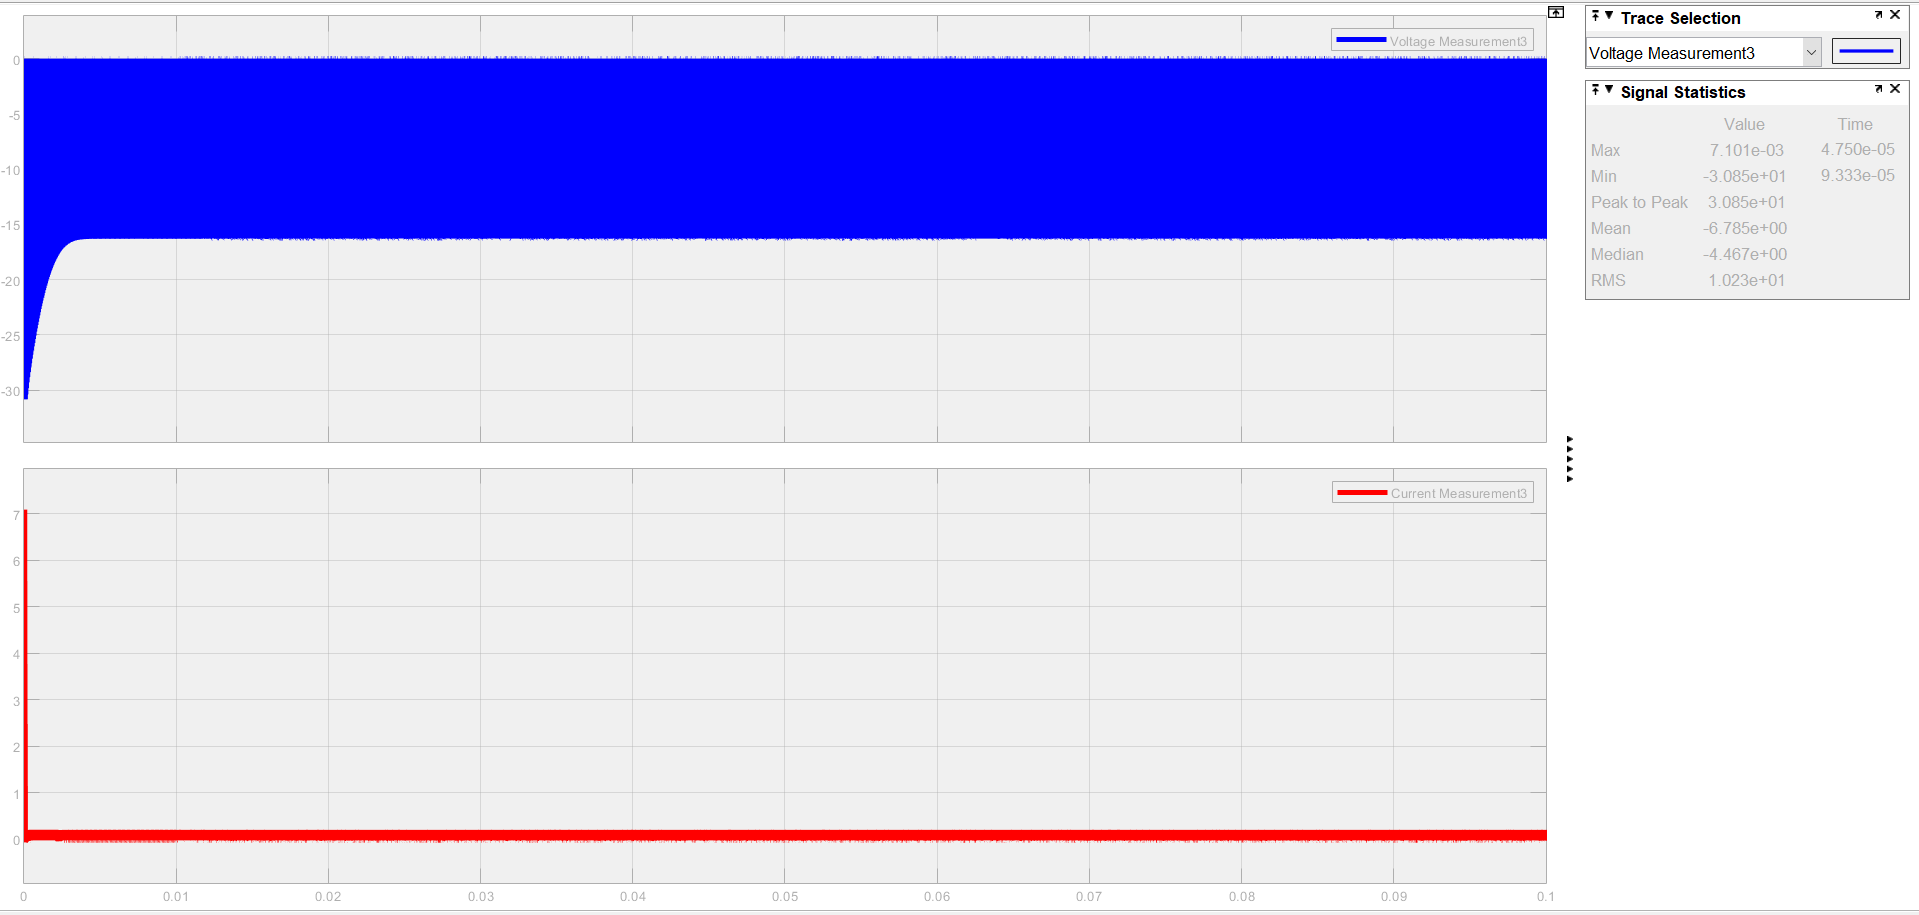 Voltage Measurement3
0
-5
-10
-15
-20
-25
-30
Current Measurement3
7
6
5
4
3
2
1
0
0 0.01 0.02 0.03 0.04 0.05 0.06 0.07 0.08 0.09 0.1
Trace Selection
Voltage Measurement3
Signal Statistics
Value Time
Max 7.101e-03 4.750e-05
Min -3.085e+01 9.333e-05
Peak to Peak 3.085e+01
Mean -6.785e+00
Median -4.467e+00
RMS 1.023e+01